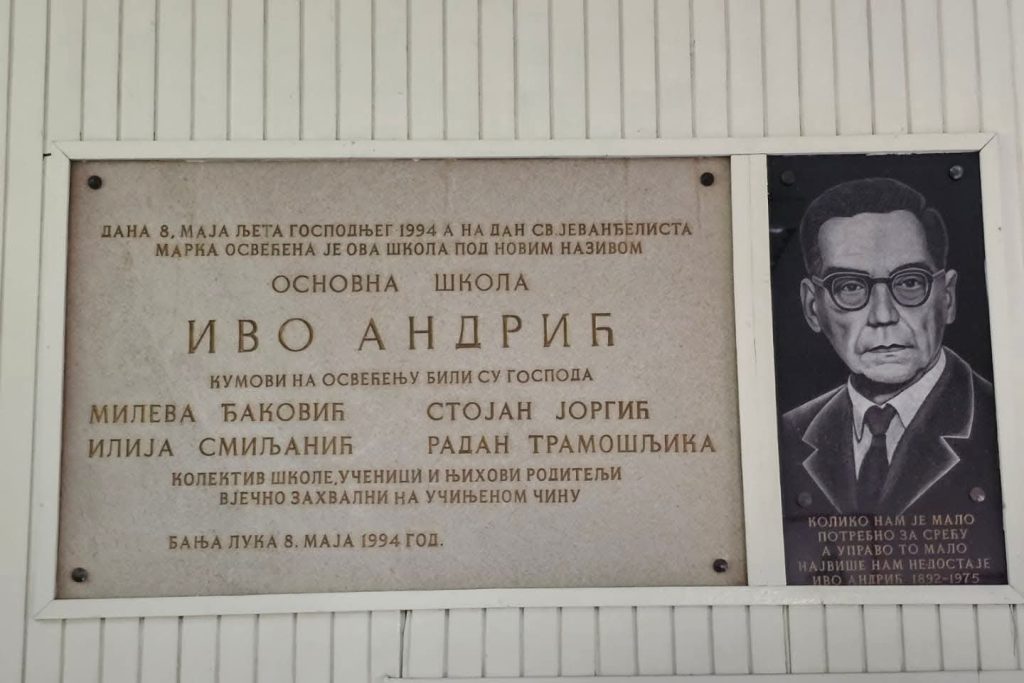 ДАНА 8, МАЈА ЉЕТА ГОСПОДЊЕГ 1994 А НА ДАН СВ.ЈЕВАНЂЕЛИСТА
МАРКА ОСВЕЋЕНА ЈЕ ОВА ШКОЛА ПОД НОВИМ НАЗИВОМ
ОСНОВНА ШКОЛА
ИВО АНДРИЋ
КУМОВИ НА ОСВЕЋЕЊУ БИЛИ СУ ГОСПОДА
МИЛЕВА ЂАКОВИЋ СТОЈАН ЈОРГИЋ
ИЛИЈА СМИЉАНИЋ РАДАН ТРАМОШЉИКА
КОЛЕКТИВ ШКОЛЕ,УЧЕНИЦИ И ЊИХОВИ РОДИТЕЉИ
ВЈЕЧНО ЗАХВАЛНИ НА УЧИЊЕНОМ ЧИНУ
БАЊА ЛУКА 8. МАЈА 1994 ГОД.
КОЛИКО НАМ ЈЕ МАЛО
ПОТРЕБНО ЗА СРЕЋУ
А УПРАВО ТО МАЛО
НАЈВИШЕ НАМ НЕДОСТАЈЕ
ИВО АНДРИЋ 1892-1975